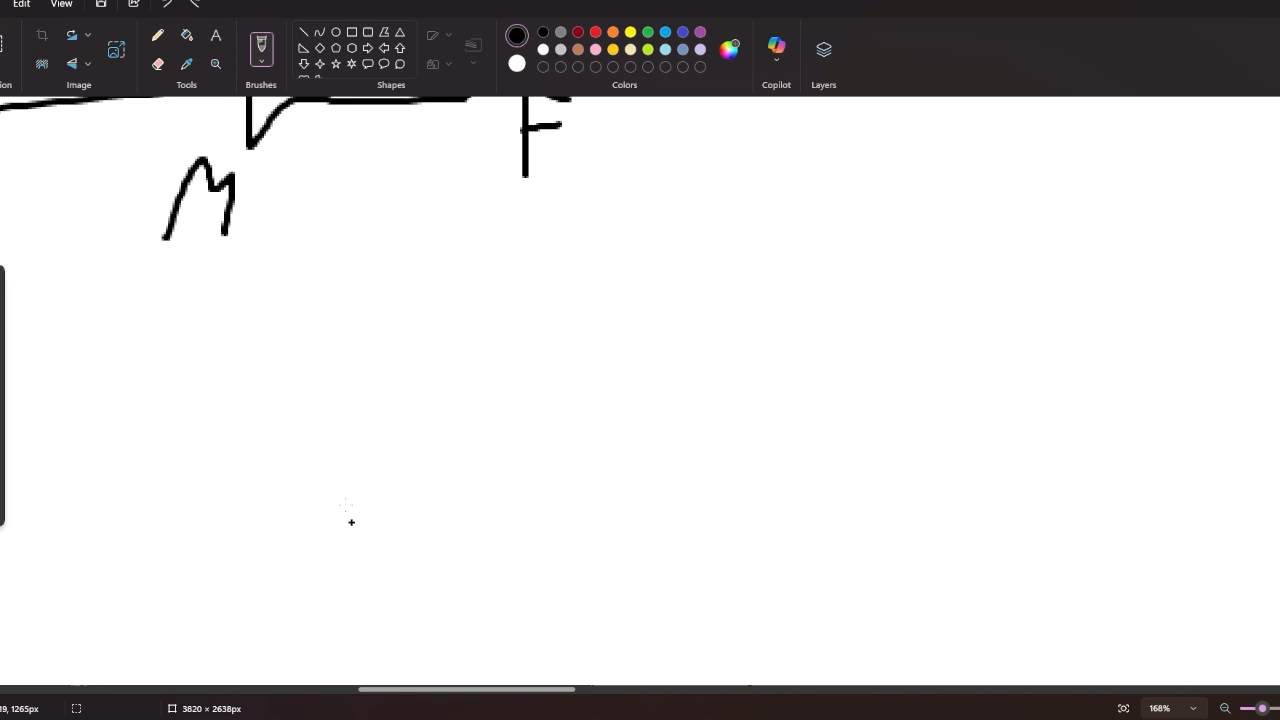 Edit View
Image Tools Brushes Shapes Colors Copilot Layers
F
M
3820 × 2638px 168%